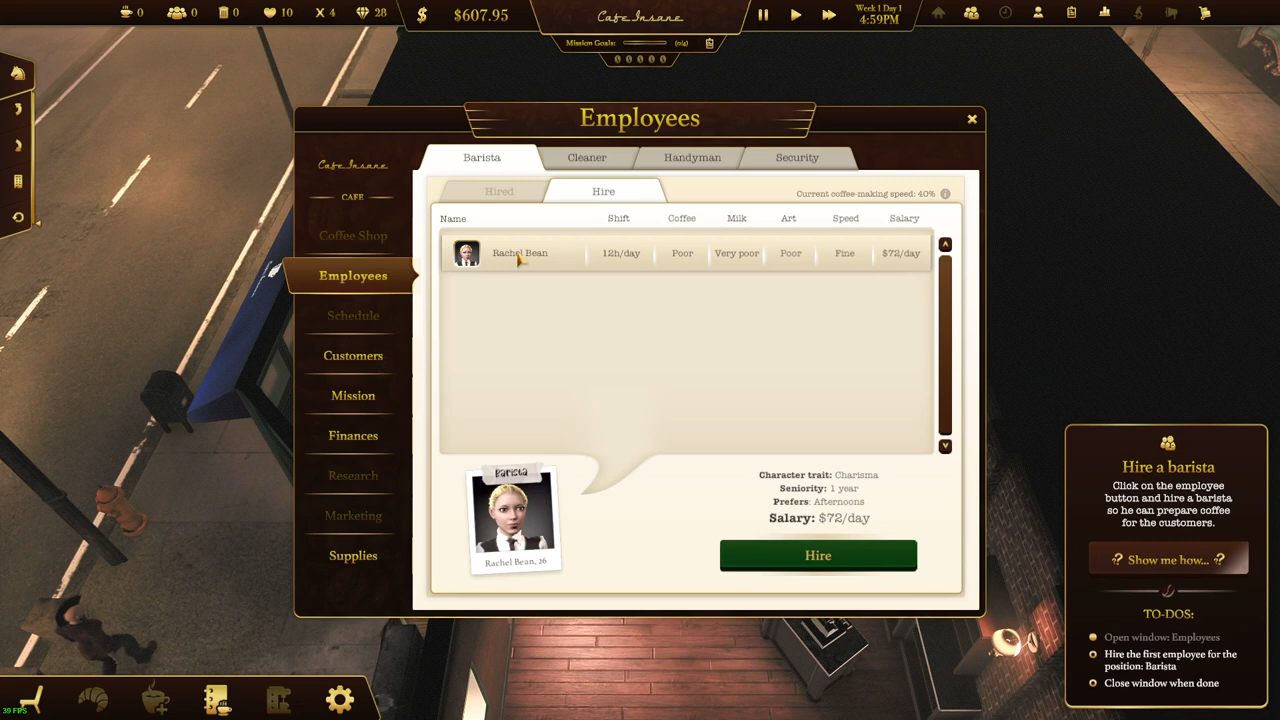 0
0
0
10
4
28
$607.95
Cafe Insane
Week 1 Day 1
4:59PM
Mission Goals:
(0/4)
Employees
Cafe Insane
CAFE
Coffee Shop
Employees
Schedule
Customers
Mission
Finances
Research
Marketing
Supplies
Barista
Cleaner
Handyman
Security
Hired
Hire
Current coffee-making speed: 40%
Name
Shift
Coffee
Milk
Art
Speed
Salary
Rachel Bean
12h/day
Poor
Very poor
Poor
Fine
$72/day
Barista
Rachel Bean, 26
Character trait: Charisma
Seniority: 1 year
Prefers: Afternoons
Salary: $72/day
Hire
Hire a barista
Click on the employee
button and hire a barista
so he can prepare coffee
for the customers.
? Show me how... ?
TO-DOS:
Open window: Employees
Hire the first employee for the
position: Barista
Close window when done
39 FPS